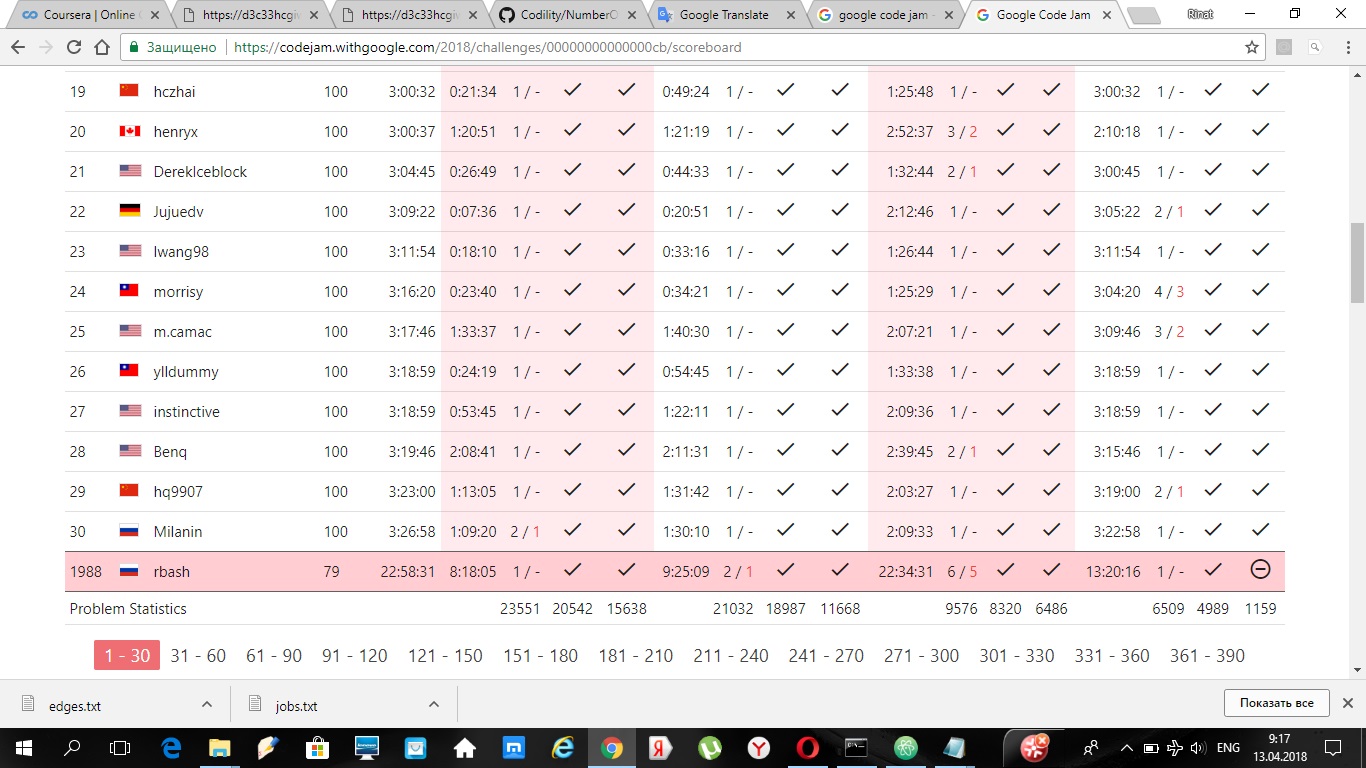 Coursera | Online C
https://d3c33hcgiv
https://d3c33hcgiv
Codility/NumberO
Google Translate
google code jam -
Google Code Jam
Rinat
Защищено | https://codejam.withgoogle.com/2018/challenges/00000000000000cb/scoreboard
19 hczhai 100 3:00:32 0:21:34 1 / - 0:49:24 1 / - 1:25:48 1 / - 3:00:32 1 / -
20 henryx 100 3:00:37 1:20:51 1 / - 1:21:19 1 / - 2:52:37 3 / 2 2:10:18 1 / -
21 DerekIceblock 100 3:04:45 0:26:49 1 / - 0:44:33 1 / - 1:32:44 2 / 1 3:00:45 1 / -
22 Jujuedv 100 3:09:22 0:07:36 1 / - 0:20:51 1 / - 2:12:46 1 / - 3:05:22 2 / 1
23 lwang98 100 3:11:54 0:18:10 1 / - 0:33:16 1 / - 1:26:44 1 / - 3:11:54 1 / -
24 morrisy 100 3:16:20 0:23:40 1 / - 0:34:21 1 / - 1:25:29 1 / - 3:04:20 4 / 3
25 m.camac 100 3:17:46 1:33:37 1 / - 1:40:30 1 / - 2:07:21 1 / - 3:09:46 3 / 2
26 ylldummy 100 3:18:59 0:24:19 1 / - 0:54:45 1 / - 1:33:38 1 / - 3:18:59 1 / -
27 instinctive 100 3:18:59 0:53:45 1 / - 1:22:11 1 / - 2:09:36 1 / - 3:18:59 1 / -
28 Benq 100 3:19:46 2:08:41 1 / - 2:11:31 1 / - 2:39:45 2 / 1 3:15:46 1 / -
29 hq9907 100 3:23:00 1:13:05 1 / - 1:31:42 1 / - 2:03:27 1 / - 3:19:00 2 / 1
30 Milanin 100 3:26:58 1:09:20 2 / 1 1:30:10 1 / - 2:09:33 1 / - 3:22:58 1 / -
1988 rbash 79 22:58:31 8:18:05 1 / - 9:25:09 2 / 1 22:34:31 6 / 5 13:20:16 1 / -
Problem Statistics 23551 20542 15638 21032 18987 11668 9576 8320 6486 6509 4989 1159
1 - 30 31 - 60 61 - 90 91 - 120 121 - 150 151 - 180 181 - 210 211 - 240 241 - 270 271 - 300 301 - 330 331 - 360 361 - 390
edges.txt
jobs.txt
Показать все
ENG
9:17
13.04.2018